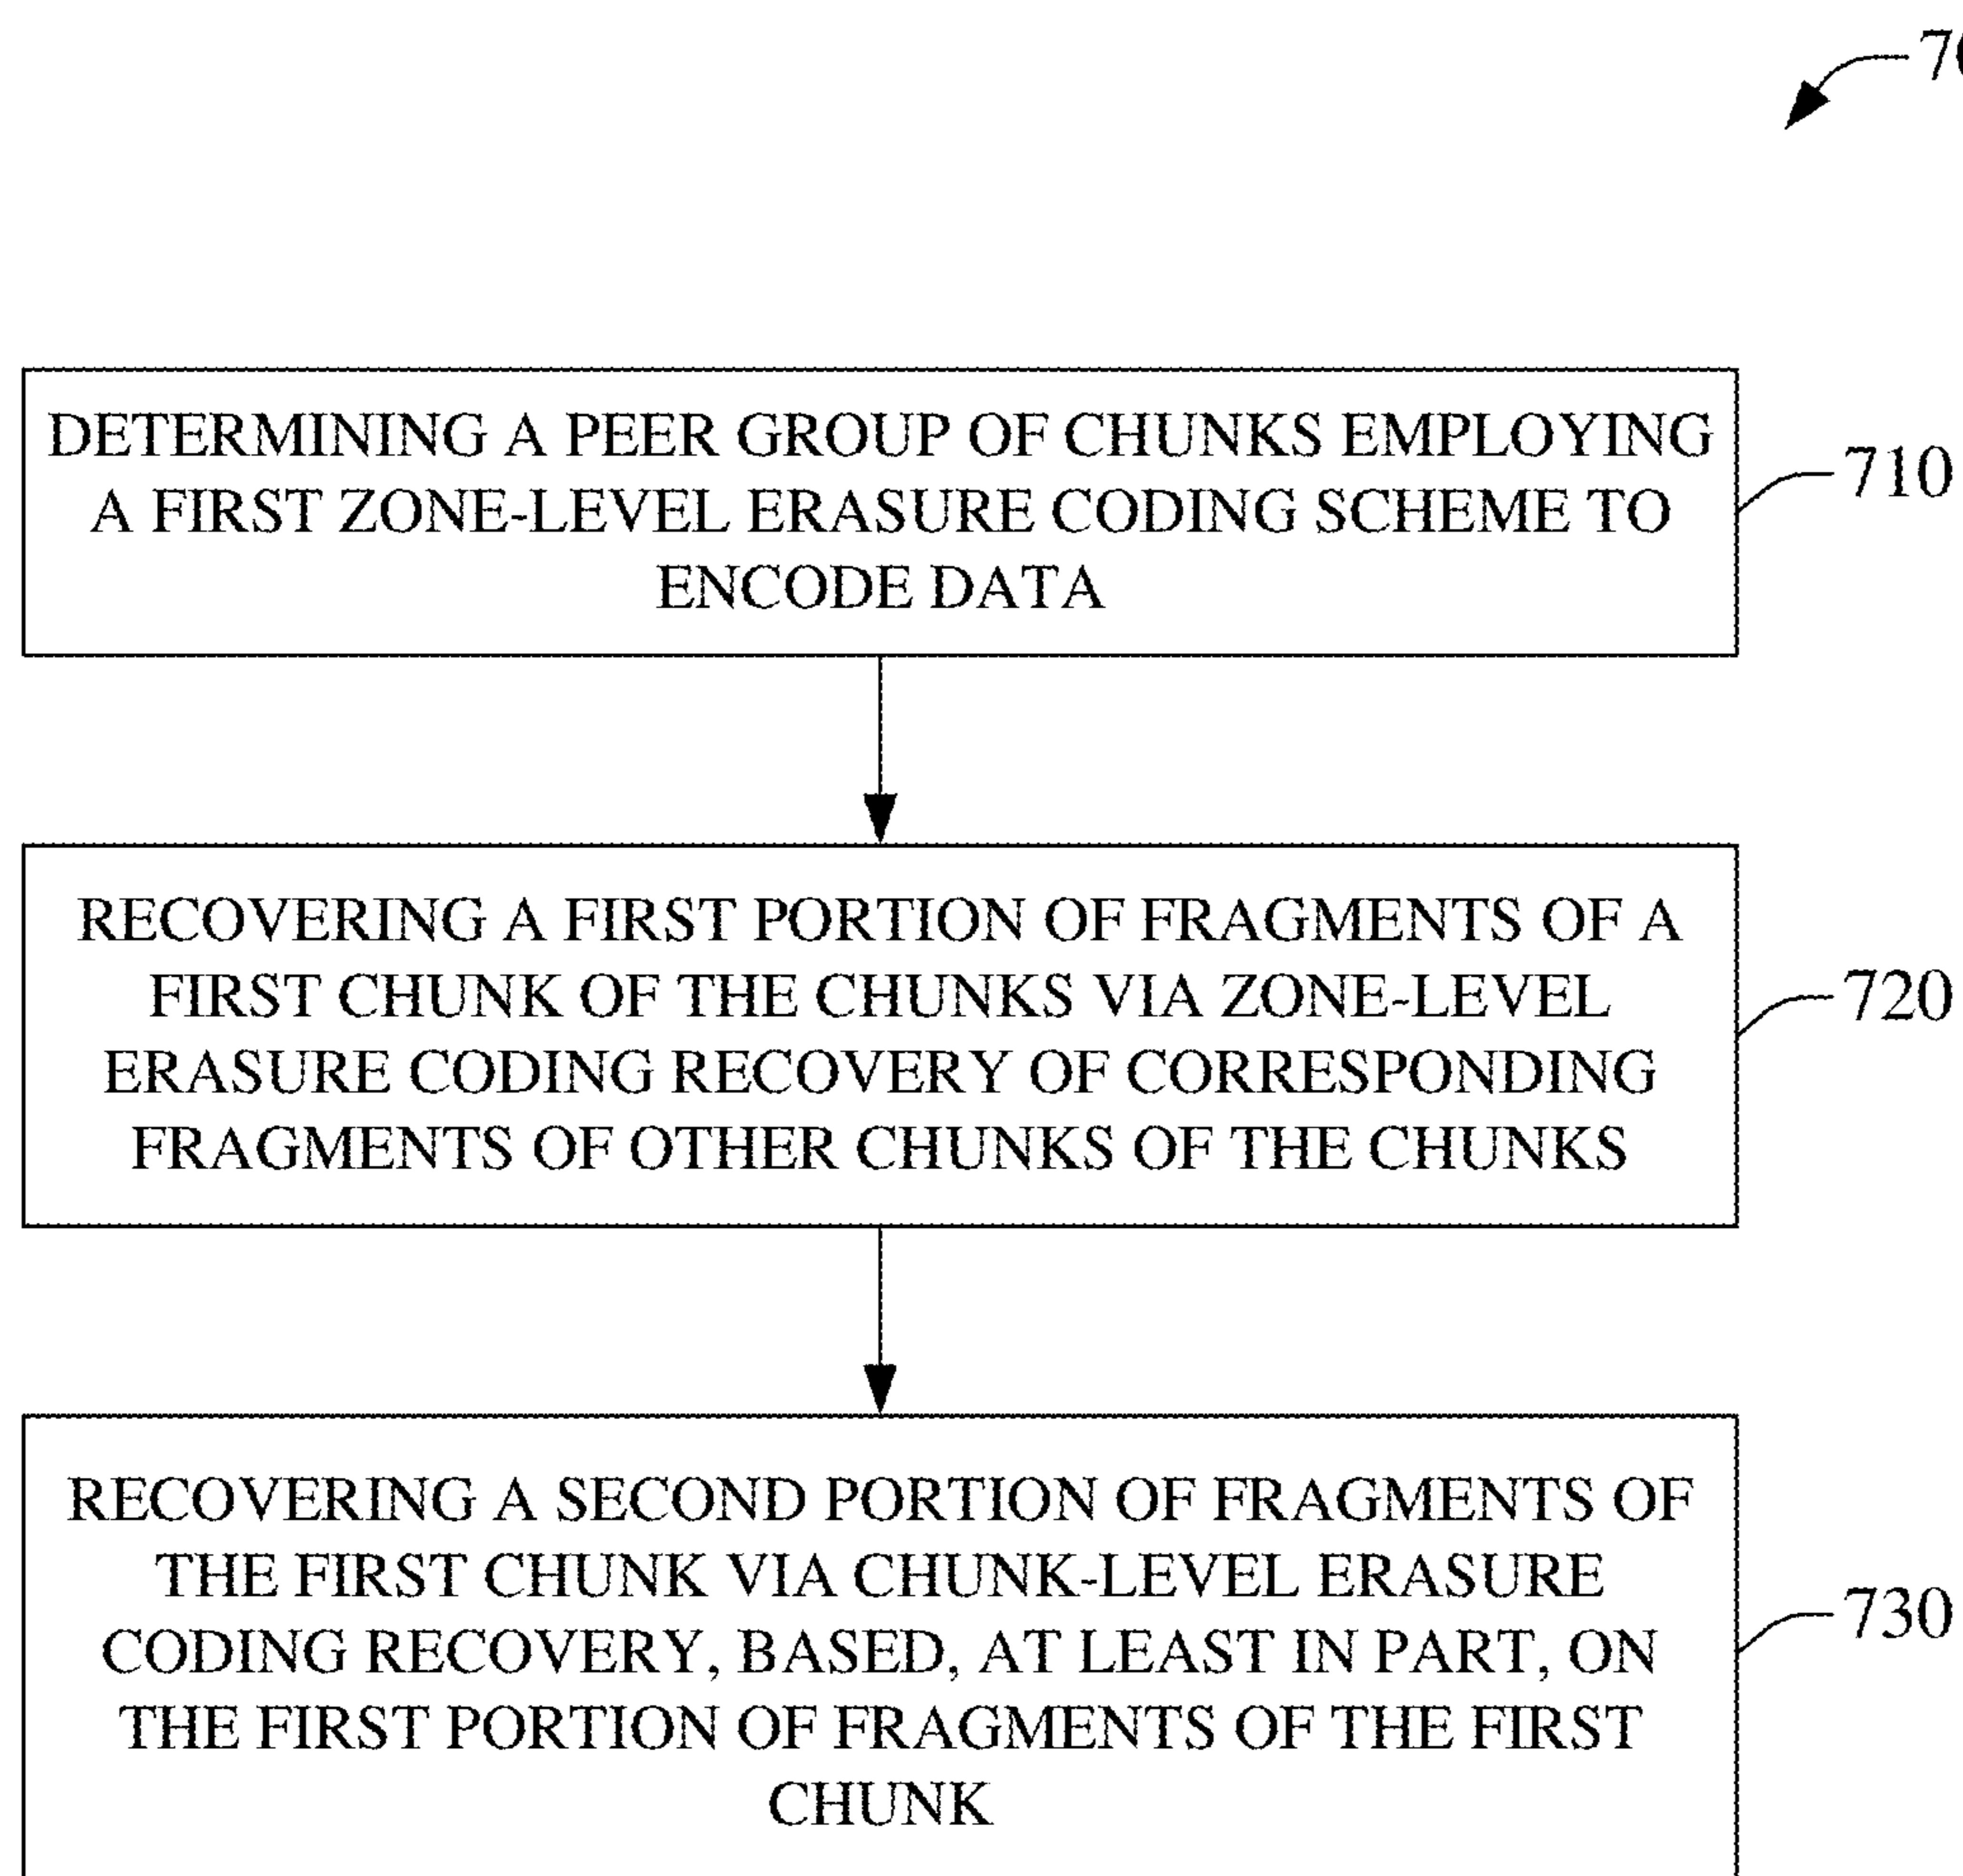 DETERMINING A PEER GROUP OF CHUNKS EMPLOYING
A FIRST ZONE-LEVEL ERASURE CODING SCHEME TO
ENCODE DATA
710
RECOVERING A FIRST PORTION OF FRAGMENTS OF A
FIRST CHUNK OF THE CHUNKS VIA ZONE-LEVEL
ERASURE CODING RECOVERY OF CORRESPONDING
FRAGMENTS OF OTHER CHUNKS OF THE CHUNKS
720
RECOVERING A SECOND PORTION OF FRAGMENTS OF
THE FIRST CHUNK VIA CHUNK-LEVEL ERASURE
CODING RECOVERY, BASED, AT LEAST IN PART, ON
THE FIRST PORTION OF FRAGMENTS OF THE FIRST
CHUNK
730